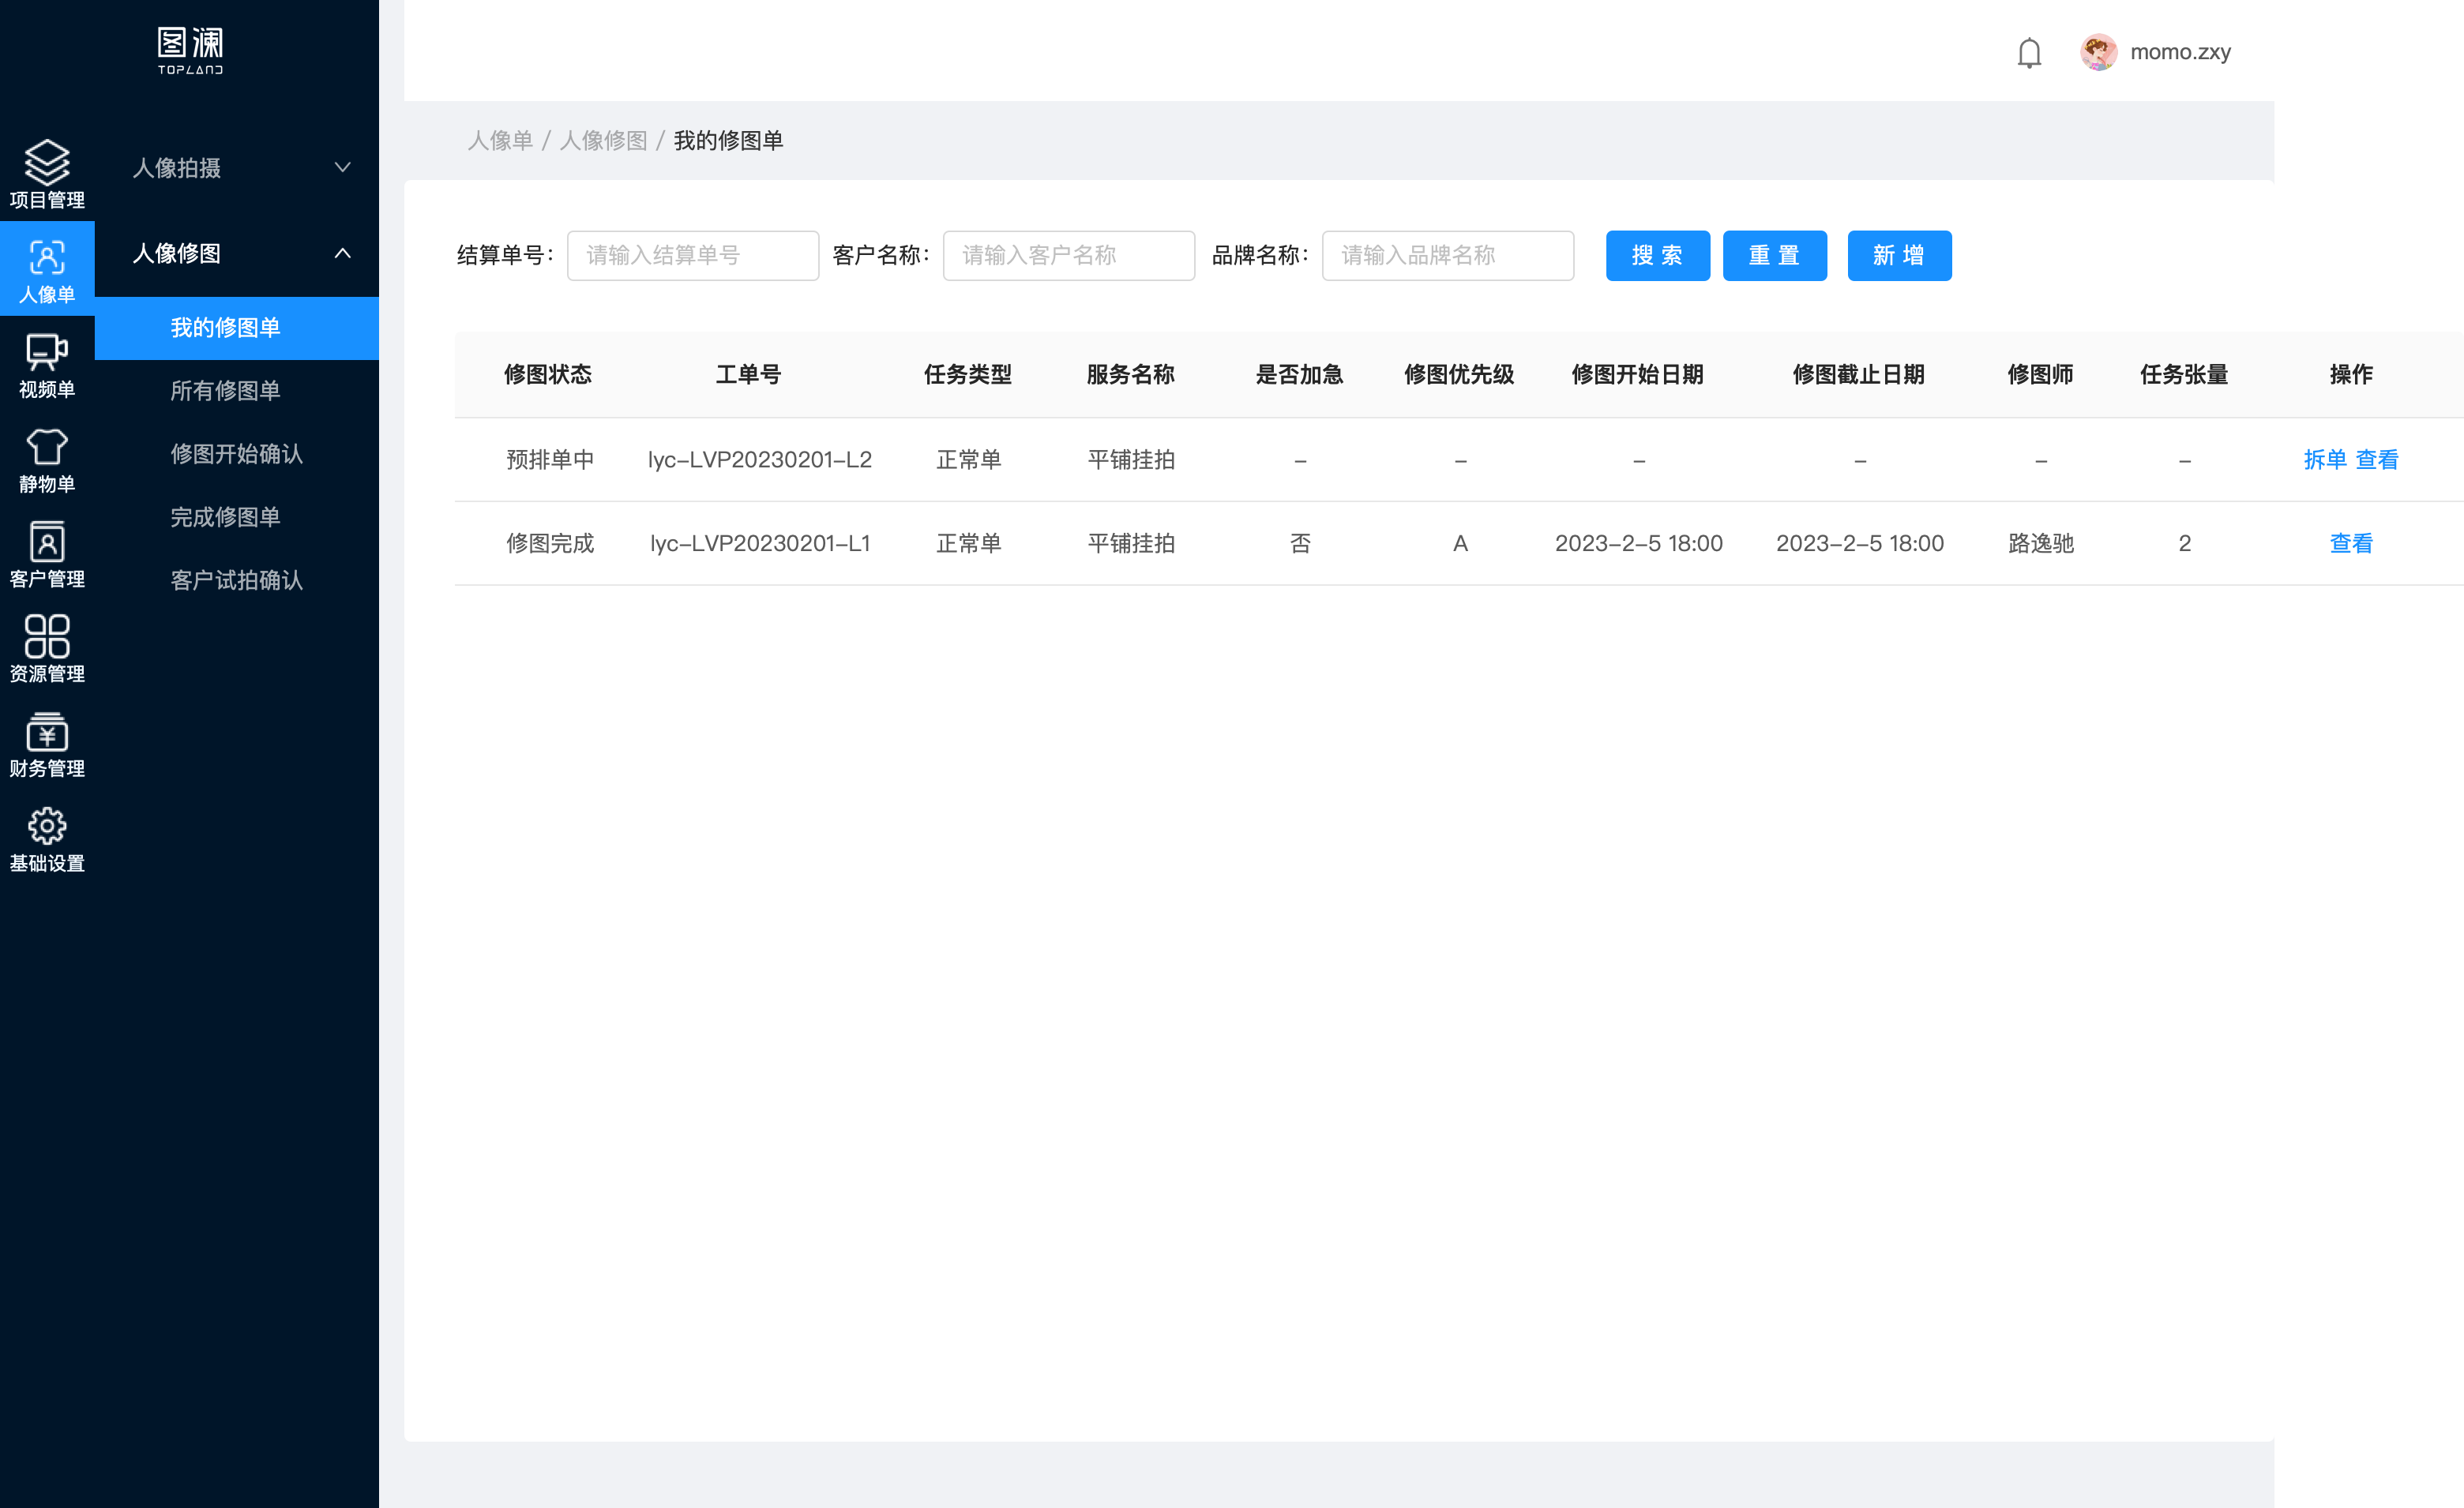 图澜
TOPLAND
momo.zxy
项目管理
人像单
视频单
静物单
客户管理
资源管理
财务管理
基础设置
人像拍摄
人像修图
我的修图单
所有修图单
修图开始确认
完成修图单
客户试拍确认
人像单 / 人像修图 / 我的修图单
结算单号: 请输入结算单号 客户名称: 请输入客户名称 品牌名称: 请输入品牌名称 搜 索 重 置 新 增
修图状态 工单号 任务类型 服务名称 是否加急 修图优先级 修图开始日期 修图截止日期 修图师 任务张量 操作
预排单中 lyc-LVP20230201-L2 正常单 平铺挂拍 – – – – – – 拆单 查看
修图完成 lyc-LVP20230201-L1 正常单 平铺挂拍 否 A 2023-2-5 18:00 2023-2-5 18:00 路逸驰 2 查看